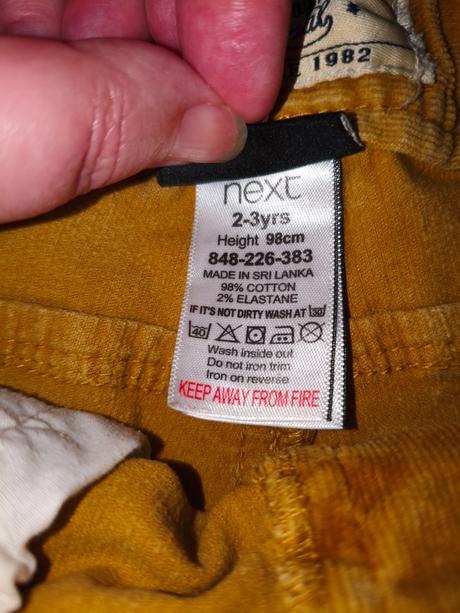 1982
next
2-3yrs
Height 98cm
848-226-383
MADE IN SRI LANKA
98% COTTON
2% ELASTANE
IF IT'S NOT DIRTY WASH AT 30
40
Wash inside out
Do not iron trim
Iron on reverse
KEEP AWAY FROM FIRE